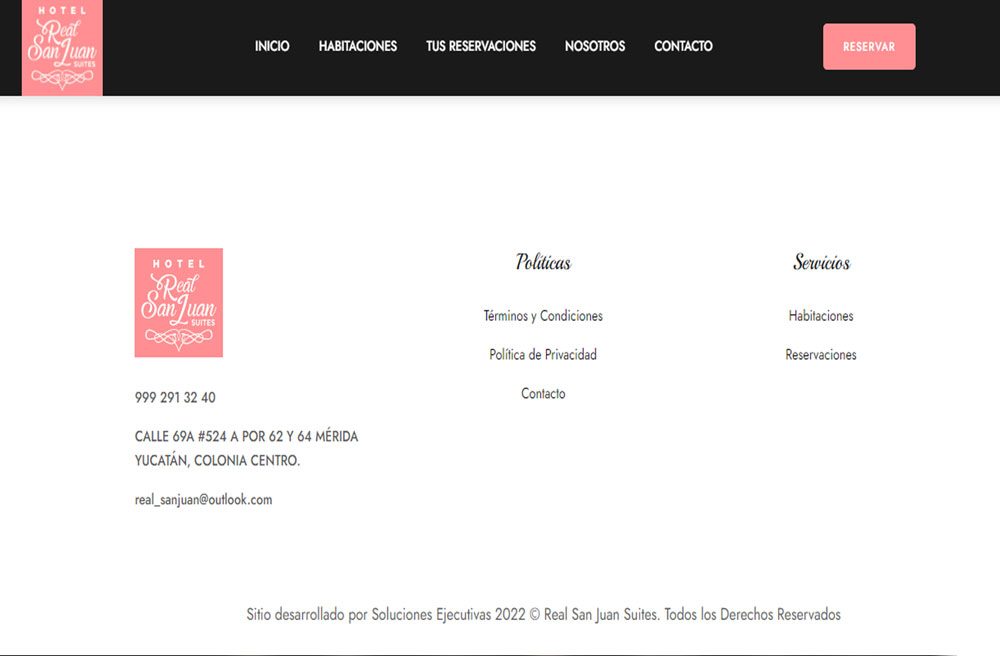 HOTEL
Real
San Juan
SUITES
INICIO HABITACIONES TUS RESERVACIONES NOSOTROS CONTACTO
RESERVAR
HOTEL
Real
San Juan
SUITES
999 291 32 40
CALLE 69A #524 A POR 62 Y 64 MÉRIDA
YUCATÁN, COLONIA CENTRO.
real_sanjuan@outlook.com
Políticas
Términos y Condiciones
Política de Privacidad
Contacto
Servicios
Habitaciones
Reservaciones
Sitio desarrollado por Soluciones Ejecutivas 2022 © Real San Juan Suites. Todos los Derechos Reservados